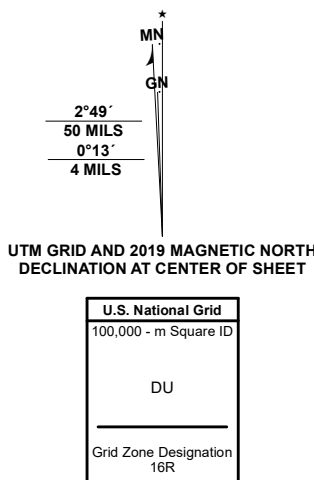 ★
MN
GN
2°49´
50 MILS
0°13´
4 MILS
UTM GRID AND 2019 MAGNETIC NORTH
DECLINATION AT CENTER OF SHEET
U.S. National Grid
100,000 - m Square ID
DU
Grid Zone Designation
16R